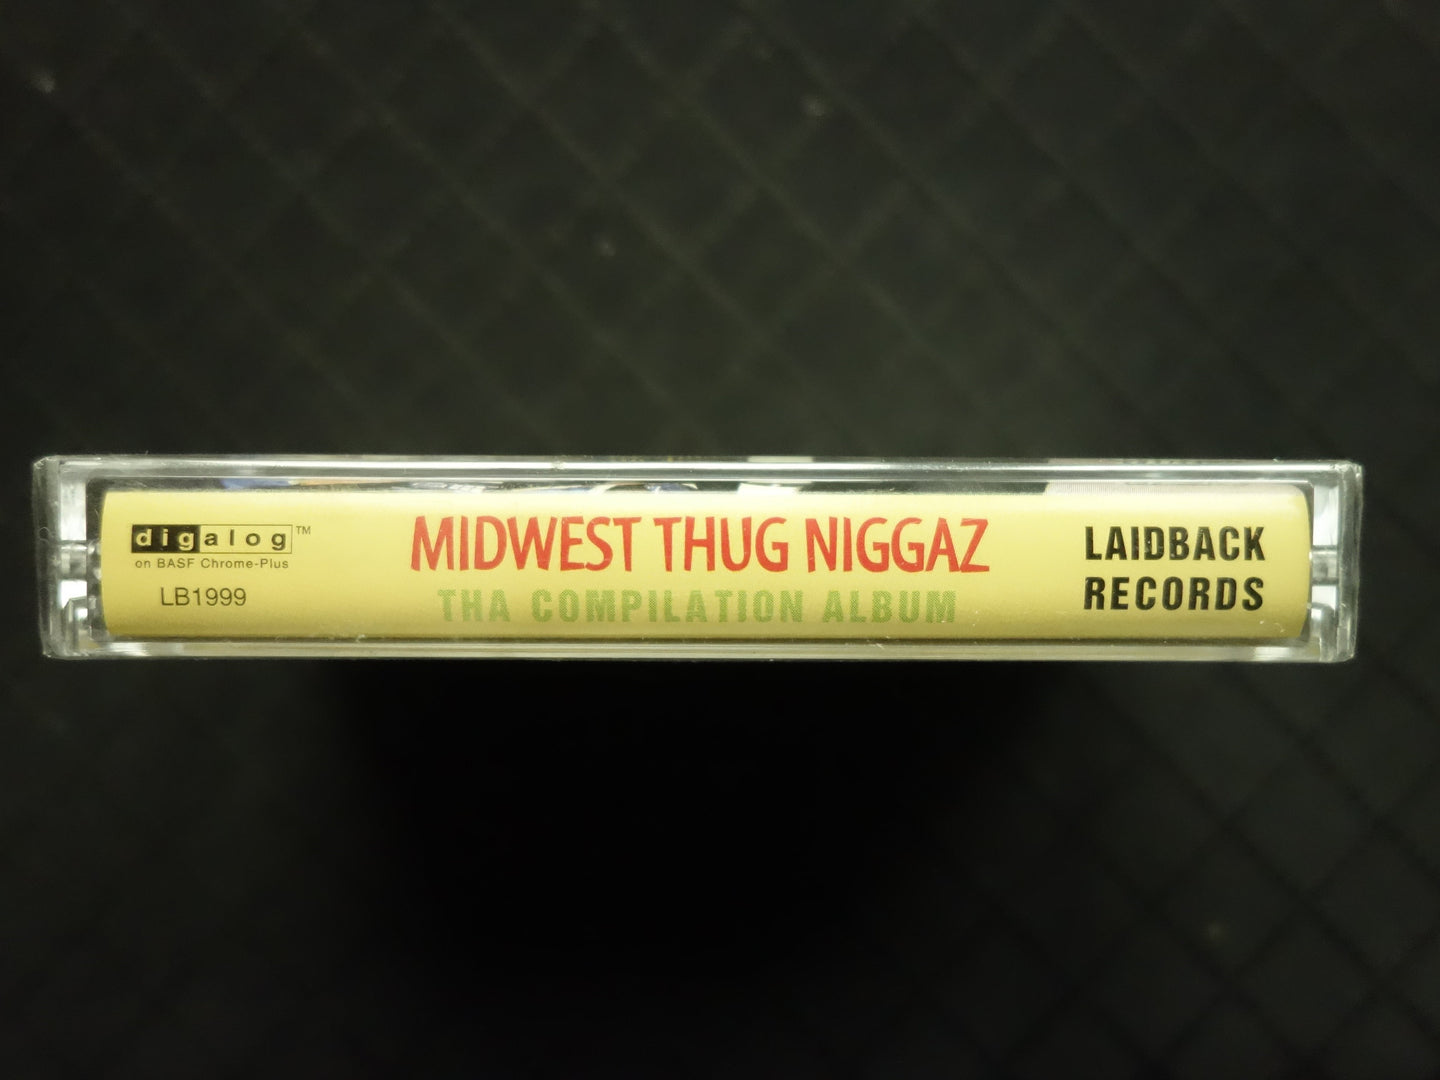 digalog™
on BASF Chrome-Plus
LB1999
MIDWEST THUG NIGGAZ
THA COMPILATION ALBUM
LAIDBACK
RECORDS